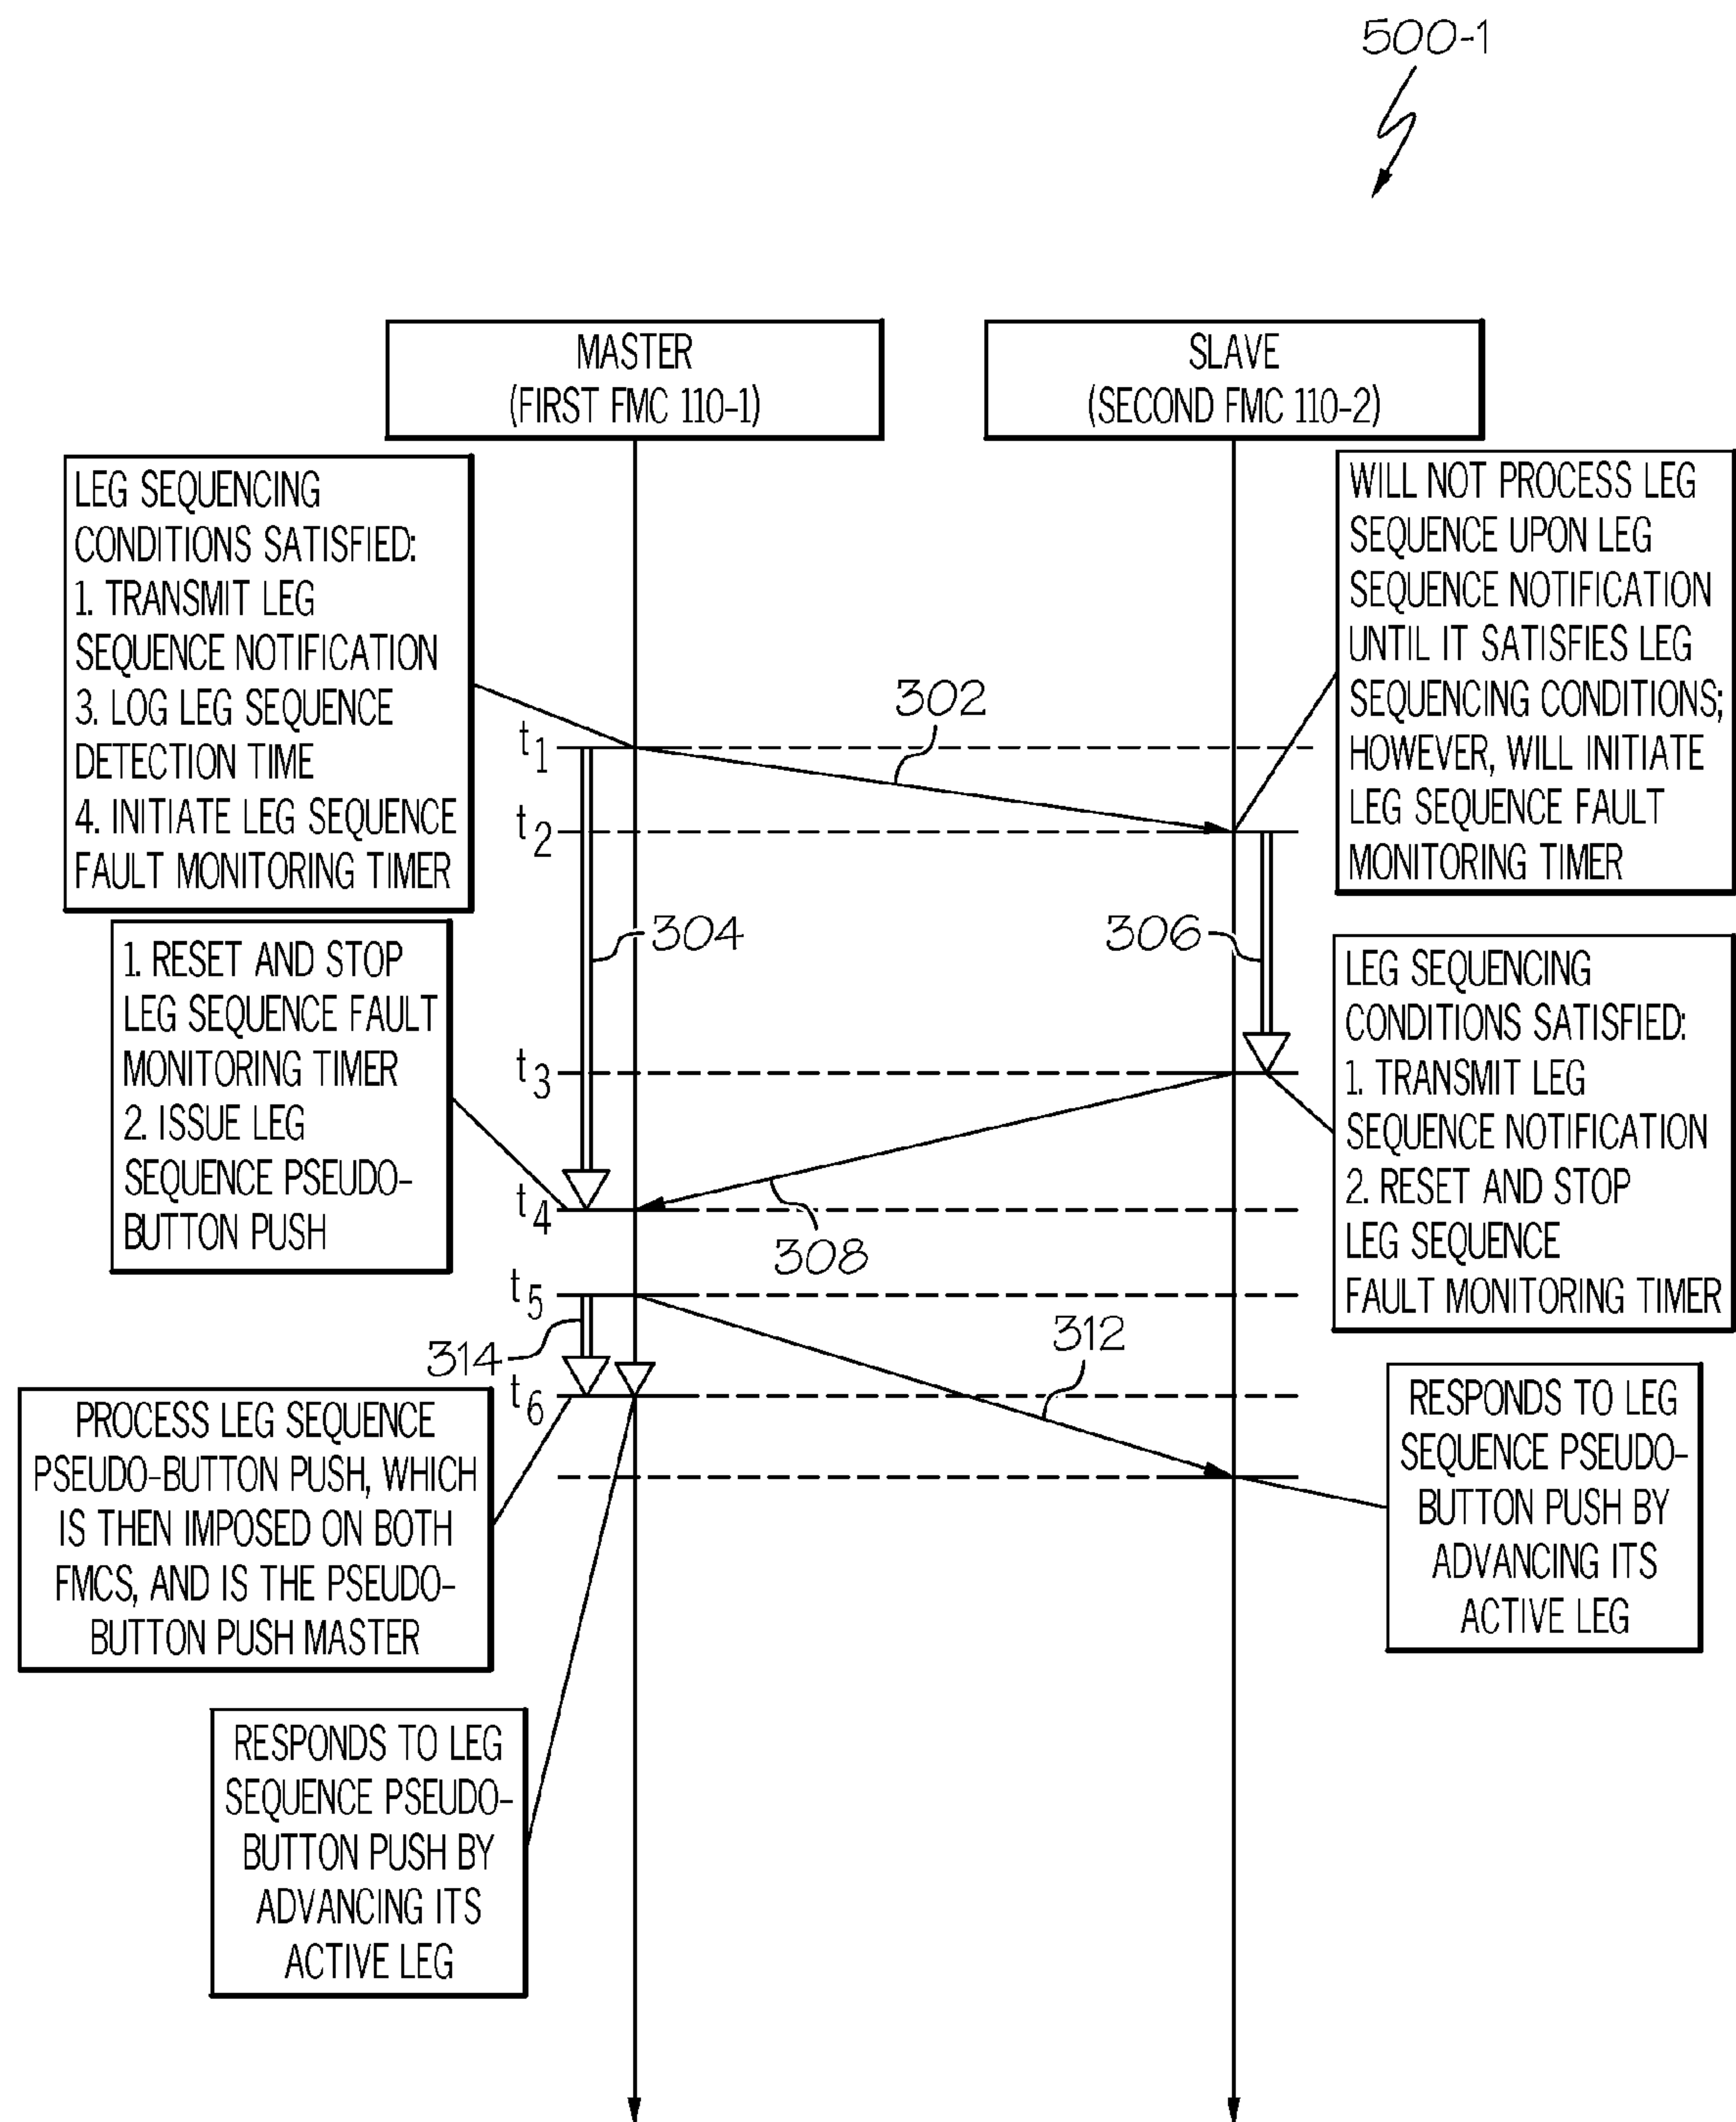 500-1
MASTER
(FIRST FMC 110-1)
SLAVE
(SECOND FMC 110-2)
LEG SEQUENCING
CONDITIONS SATISFIED:
1. TRANSMIT LEG
SEQUENCE NOTIFICATION
3. LOG LEG SEQUENCE
DETECTION TIME
4. INITIATE LEG SEQUENCE
FAULT MONITORING TIMER
WILL NOT PROCESS LEG
SEQUENCE UPON LEG
SEQUENCE NOTIFICATION
UNTIL IT SATISFIES LEG
SEQUENCING CONDITIONS;
HOWEVER, WILL INITIATE
LEG SEQUENCE FAULT
MONITORING TIMER
302
t1
t2
1. RESET AND STOP
LEG SEQUENCE FAULT
MONITORING TIMER
2. ISSUE LEG
SEQUENCE PSEUDO-
BUTTON PUSH
304
306
LEG SEQUENCING
CONDITIONS SATISFIED:
1. TRANSMIT LEG
SEQUENCE NOTIFICATION
2. RESET AND STOP
LEG SEQUENCE
FAULT MONITORING TIMER
t3
t4
308
t5
314
312
t6
PROCESS LEG SEQUENCE
PSEUDO-BUTTON PUSH, WHICH
IS THEN IMPOSED ON BOTH
FMCS, AND IS THE PSEUDO-
BUTTON PUSH MASTER
RESPONDS TO LEG
SEQUENCE PSEUDO-
BUTTON PUSH BY
ADVANCING ITS
ACTIVE LEG
RESPONDS TO LEG
SEQUENCE PSEUDO-
BUTTON PUSH BY
ADVANCING ITS
ACTIVE LEG